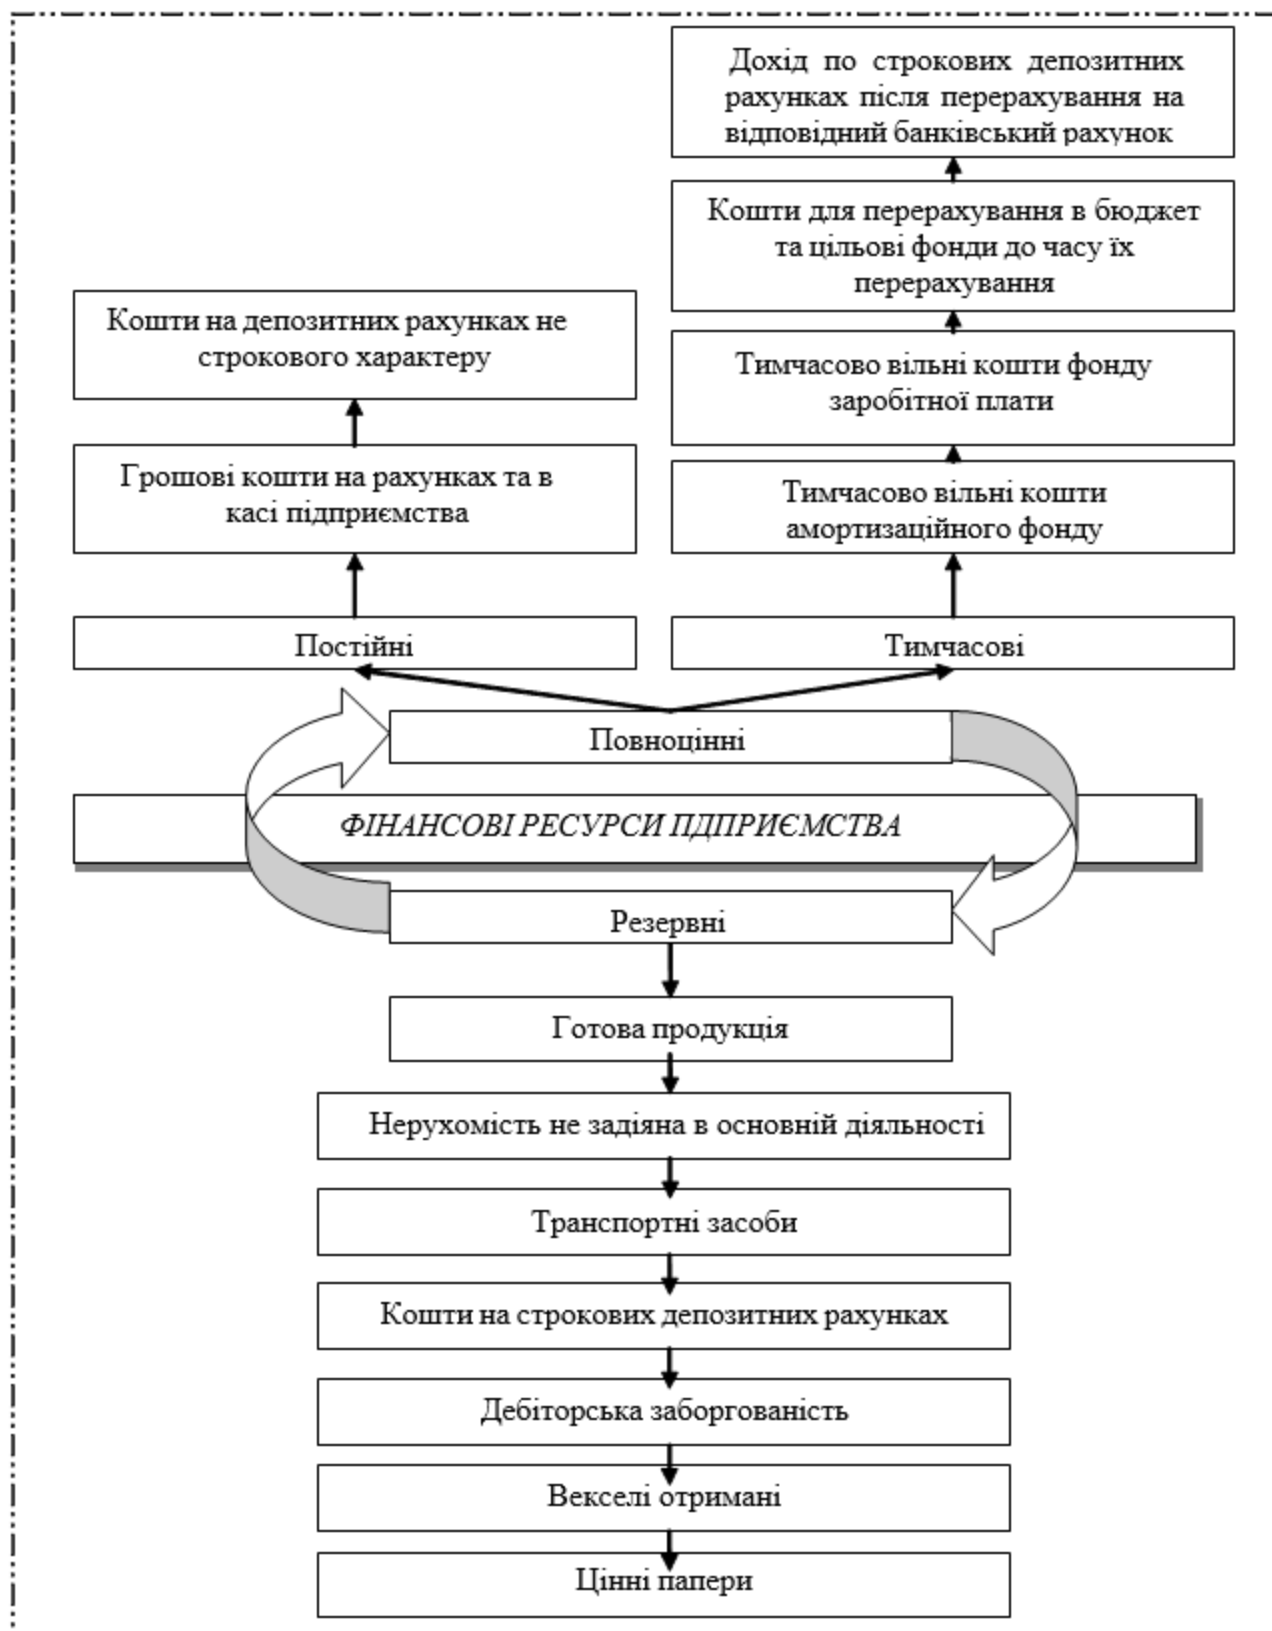 Дохід по строкових депозитних
рахунках після перерахування на
відповідний банківський рахунок
Кошти для перерахування в бюджет
та цільові фонди до часу їх
перерахування
Кошти на депозитних рахунках не
строкового характеру
Тимчасово вільні кошти фонду
заробітної плати
Грошові кошти на рахунках та в
касі підприємства
Тимчасово вільні кошти
амортизаційного фонду
Постійні
Тимчасові
Повноцінні
ФІНАНСОВІ РЕСУРСИ ПДПРИЄМСТВА
Резервні
Готова продукція
Нерухомість не задіяна в основній діяльності
Транспортні засоби
Кошти на строкових депозитних рахунках
Дебіторська заборгованість
Векселі отримані
Цінні папери